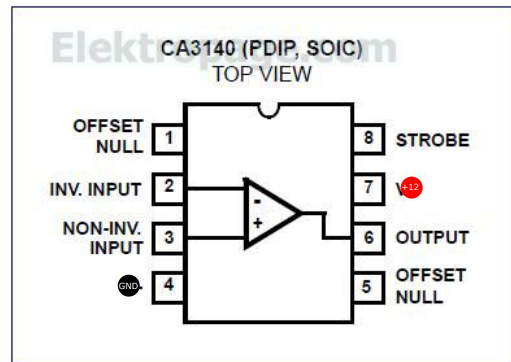 Elektropage.com
CA3140 (PDIP, SOIC)
TOP VIEW
OFFSET
NULL
1
8
STROBE
INV. INPUT
2
7
+12
NON-INV.
INPUT
3
6
OUTPUT
GND
4
5
OFFSET
NULL
-
+